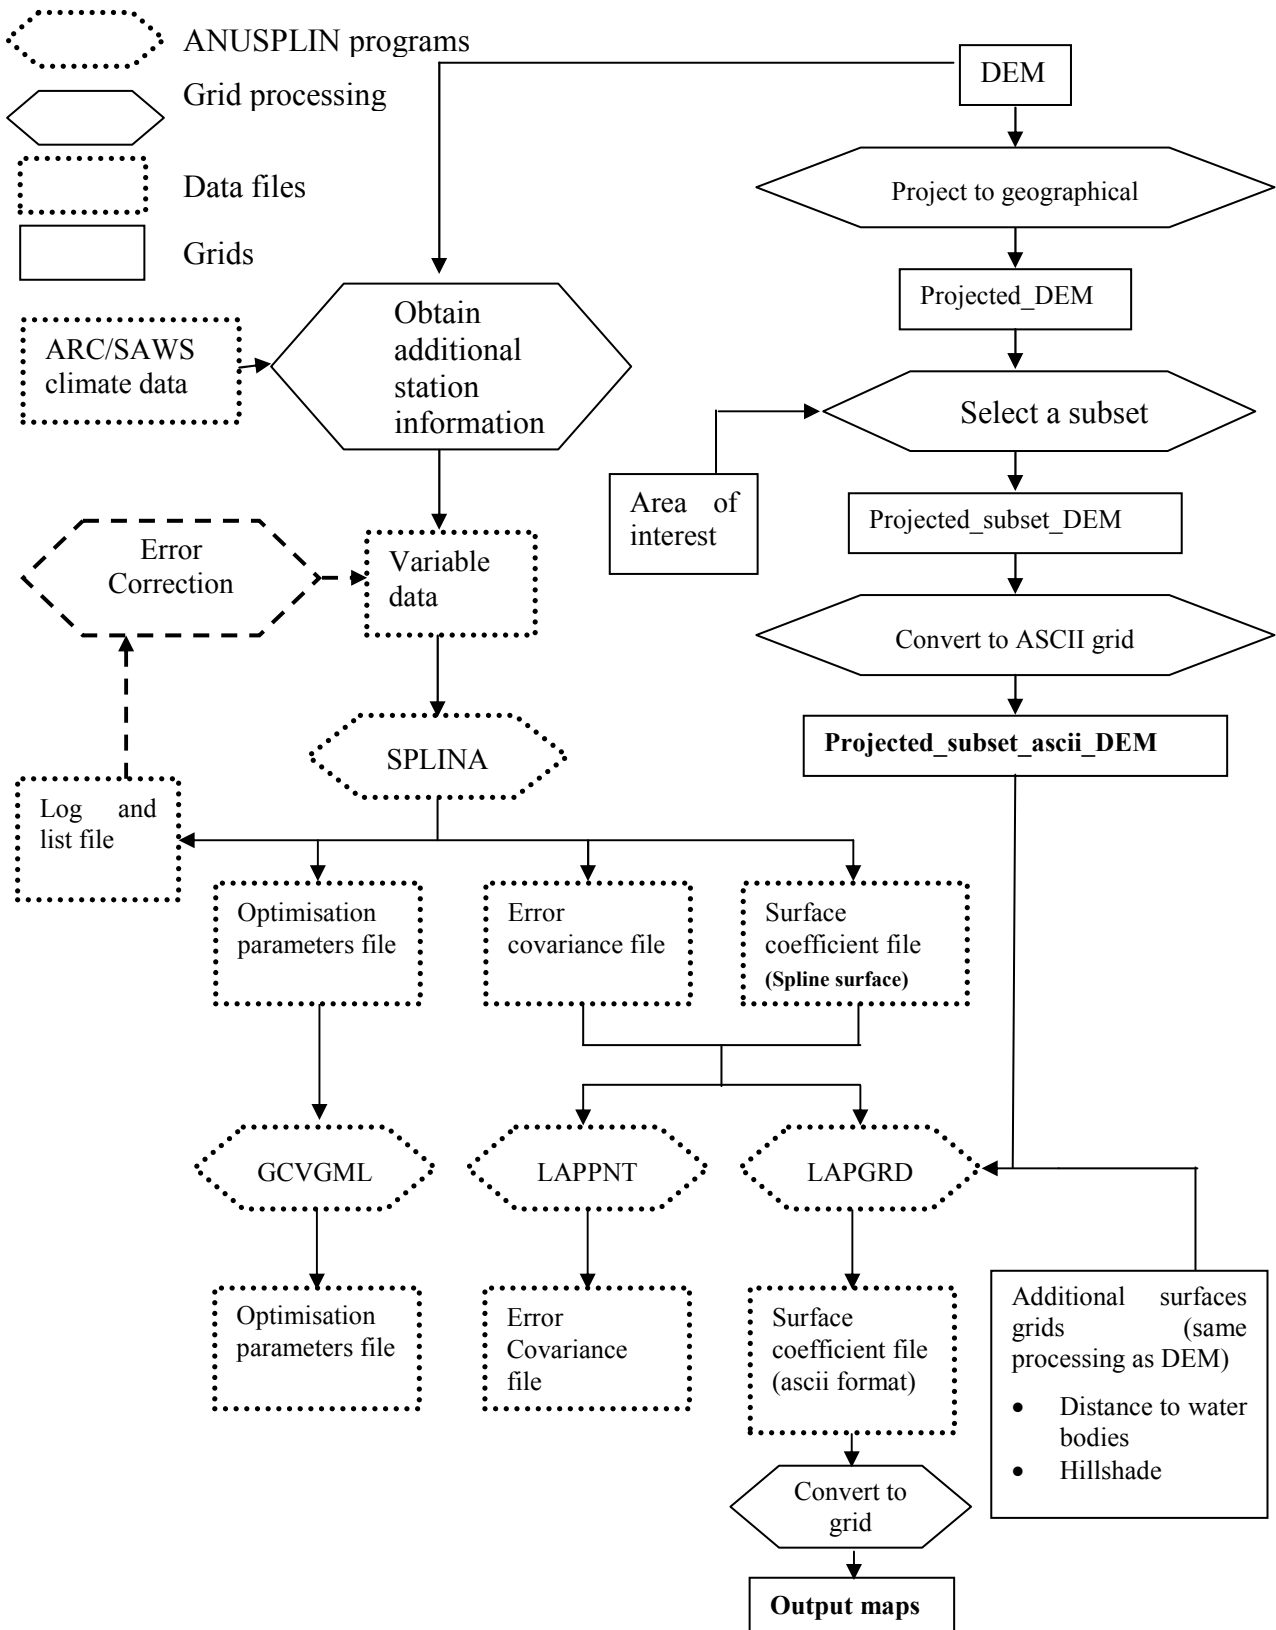 ANUSPLIN programs
Grid processing
Data files
Grids
DEM
Project to geographical
Projected_DEM
Obtain
additional
station
information
ARC/SAWS
climate data
Select a subset
Area of
interest
Projected_subset_DEM
Error
Correction
Variable
data
Convert to ASCII grid
SPLINA
Projected_subset_ascii_DEM
Log and
list file
Optimisation
parameters file
Error
covariance file
Surface
coefficient file
(Spline surface)
GCVGML
LAPPNT
LAPGRD
Optimisation
parameters file
Error
Covariance
file
Surface
coefficient file
(ascii format)
Additional surfaces
grids (same
processing as DEM)
• Distance to water
bodies
• Hillshade
Convert to
grid
Output maps